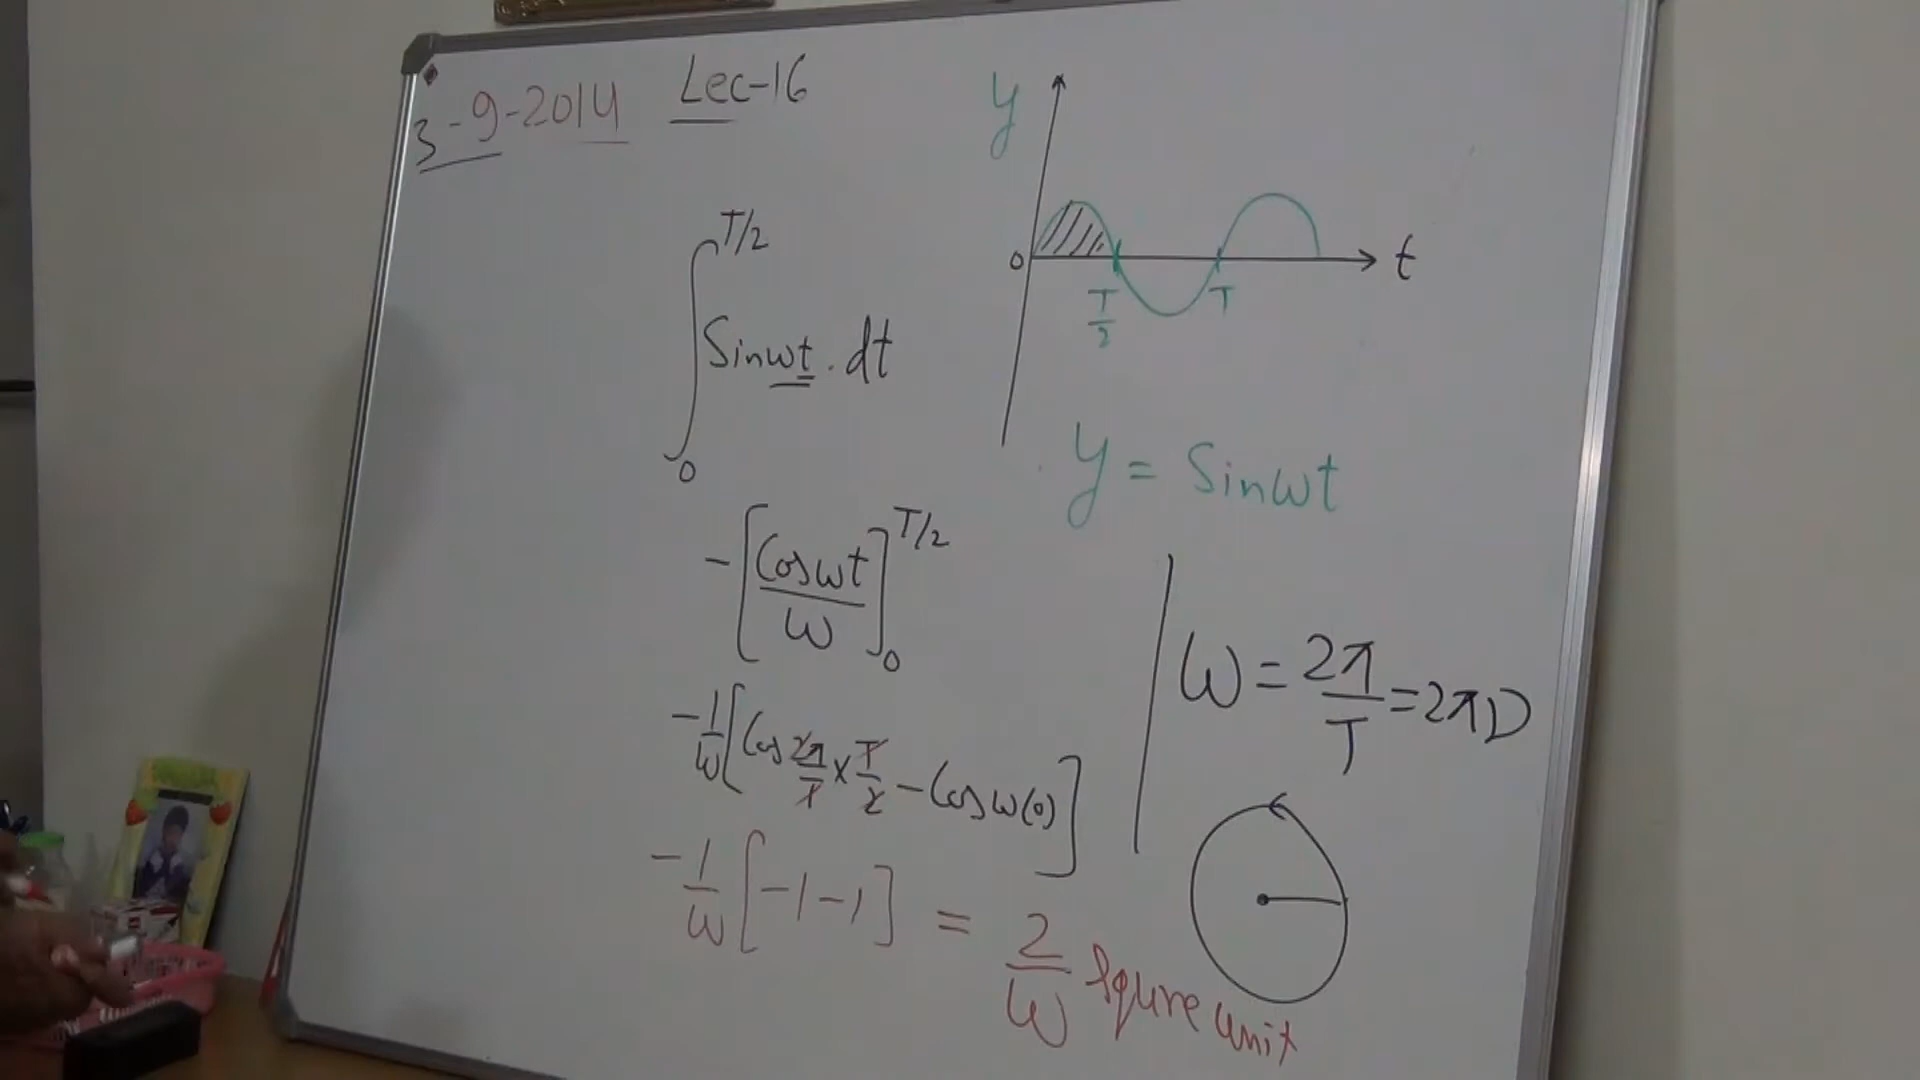 3-9-2014 Lec-16
y
0
t
T/2
T
∫₀^{T/2} Sinωt . dt
y = Sinωt
-[Cosωt/ω]₀^{T/2}
ω = 2π/T = 2πν
-1/ω [Cos 2π/T × T/2 - Cos ω(0)]
-1/ω [-1-1] = 2/ω Squre unit